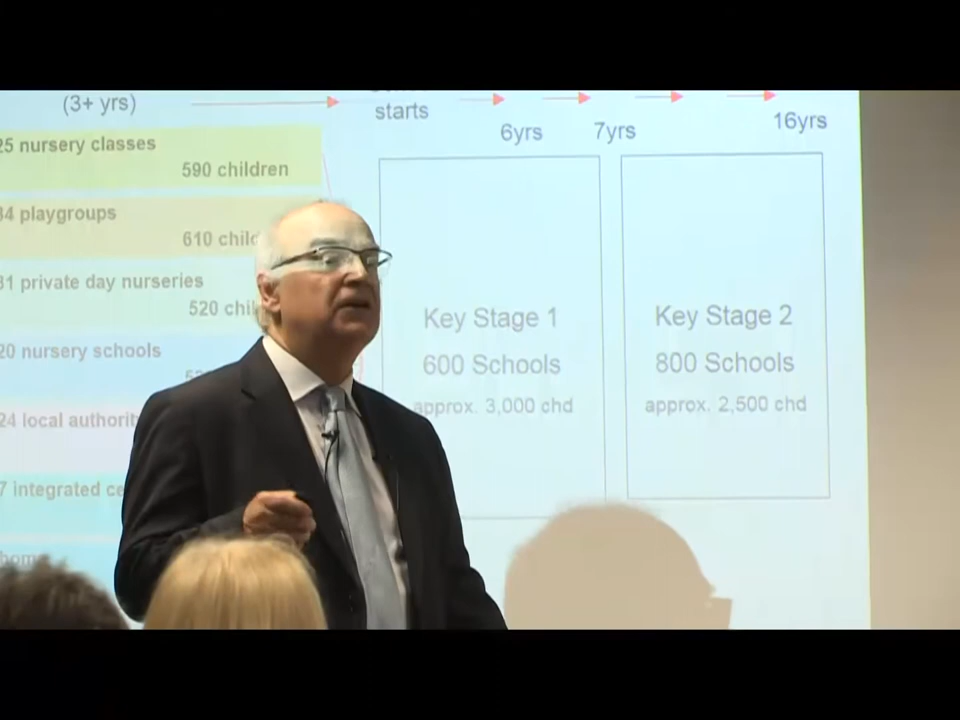 (3+ yrs)
starts
6yrs
7yrs
16yrs
25 nursery classes
590 children
34 playgroups
610
31 private day nurseries
520
20 nursery schools
24 local
7 integrated
Key Stage 1
600 Schools
approx. 3,000 chd
Key Stage 2
800 Schools
approx. 2,500 chd